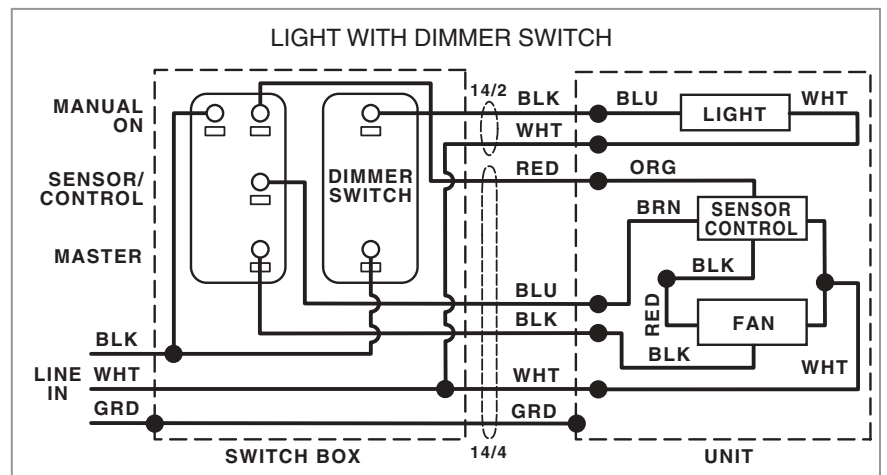 LIGHT WITH DIMMER SWITCH
14/2
BLK
BLU
LIGHT
WHT
MANUAL
ON
WHT
SENSOR/
CONTROL
DIMMER
SWITCH
RED
ORG
BRN
SENSOR
CONTROL
MASTER
BLK
BLU
RED
FAN
BLK
BLK
BLK
WHT
LINE
IN
WHT
WHT
GRD
GRD
SWITCH BOX
14/4
UNIT